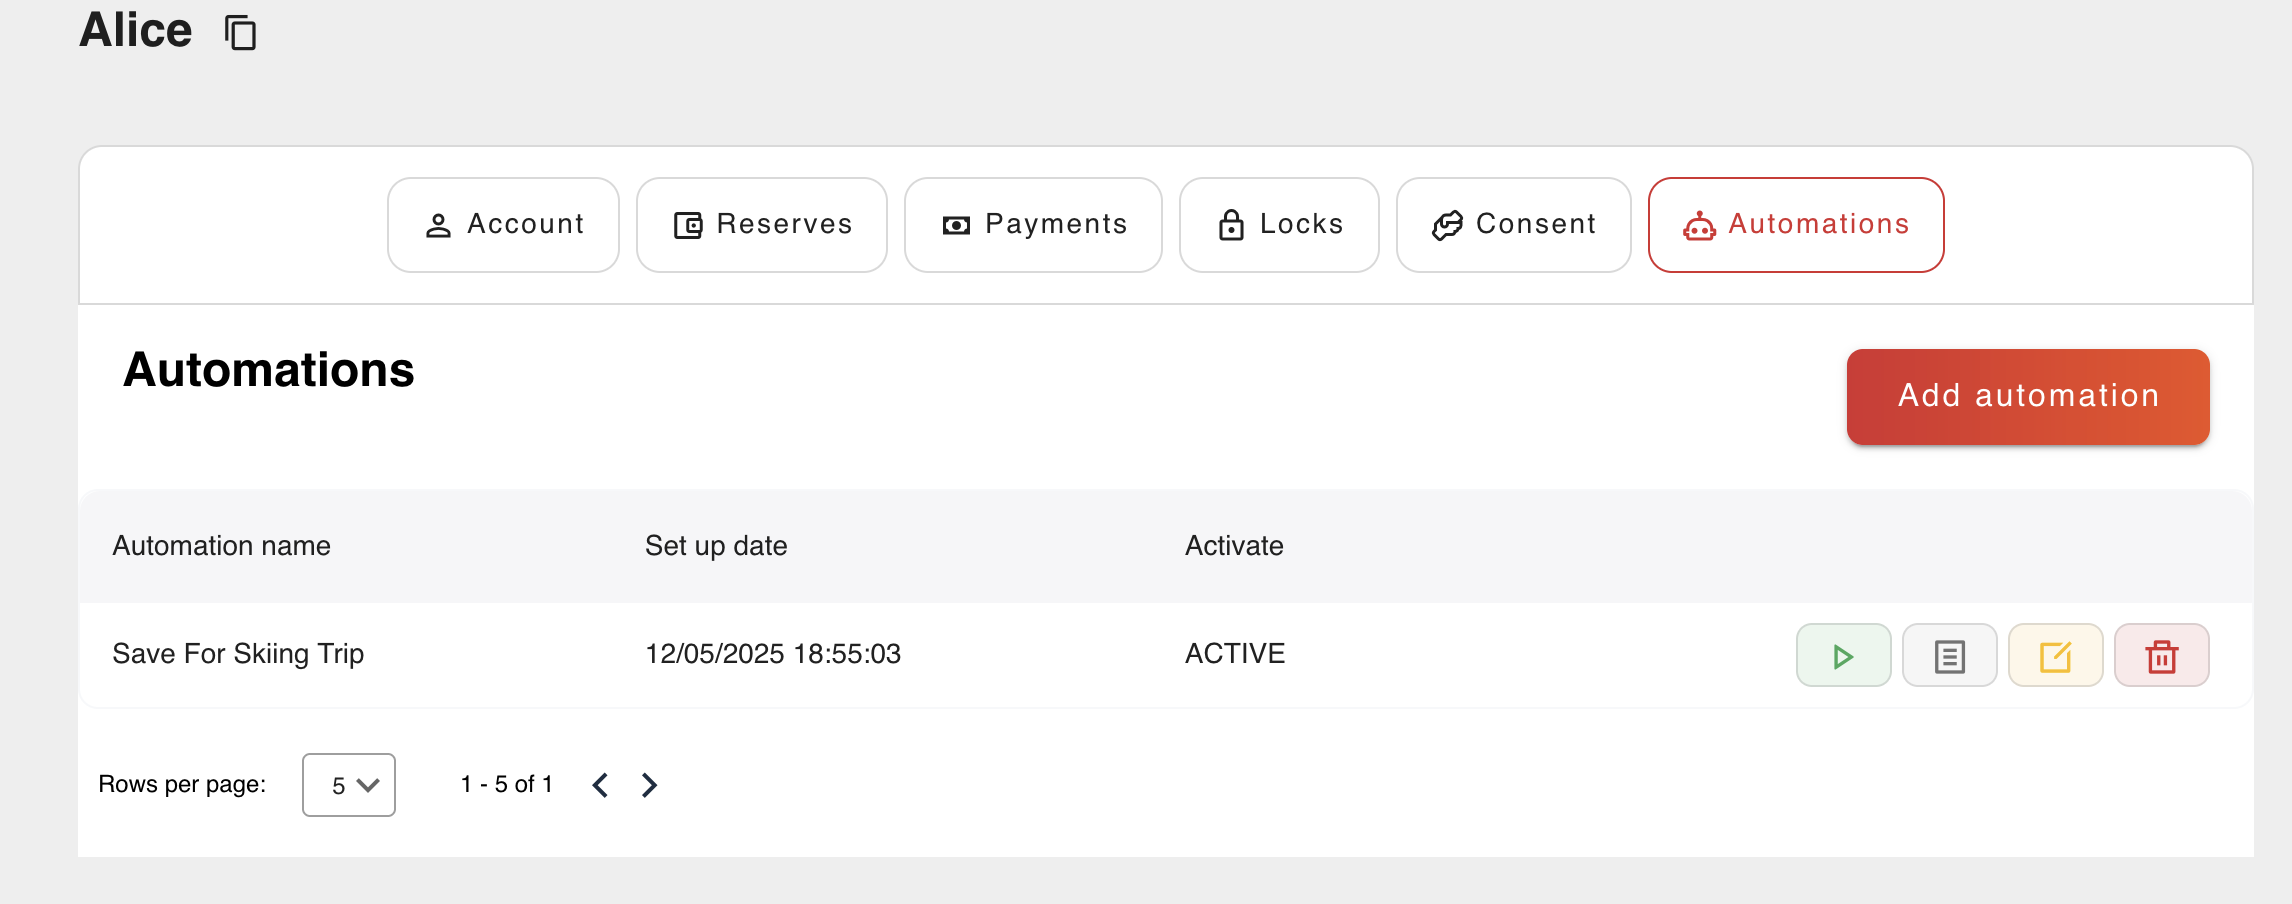 Alice
Account Reserves Payments Locks Consent Automations
Automations
Add automation
Automation name Set up date Activate
Save For Skiing Trip 12/05/2025 18:55:03 ACTIVE
Rows per page: 5 1 - 5 of 1